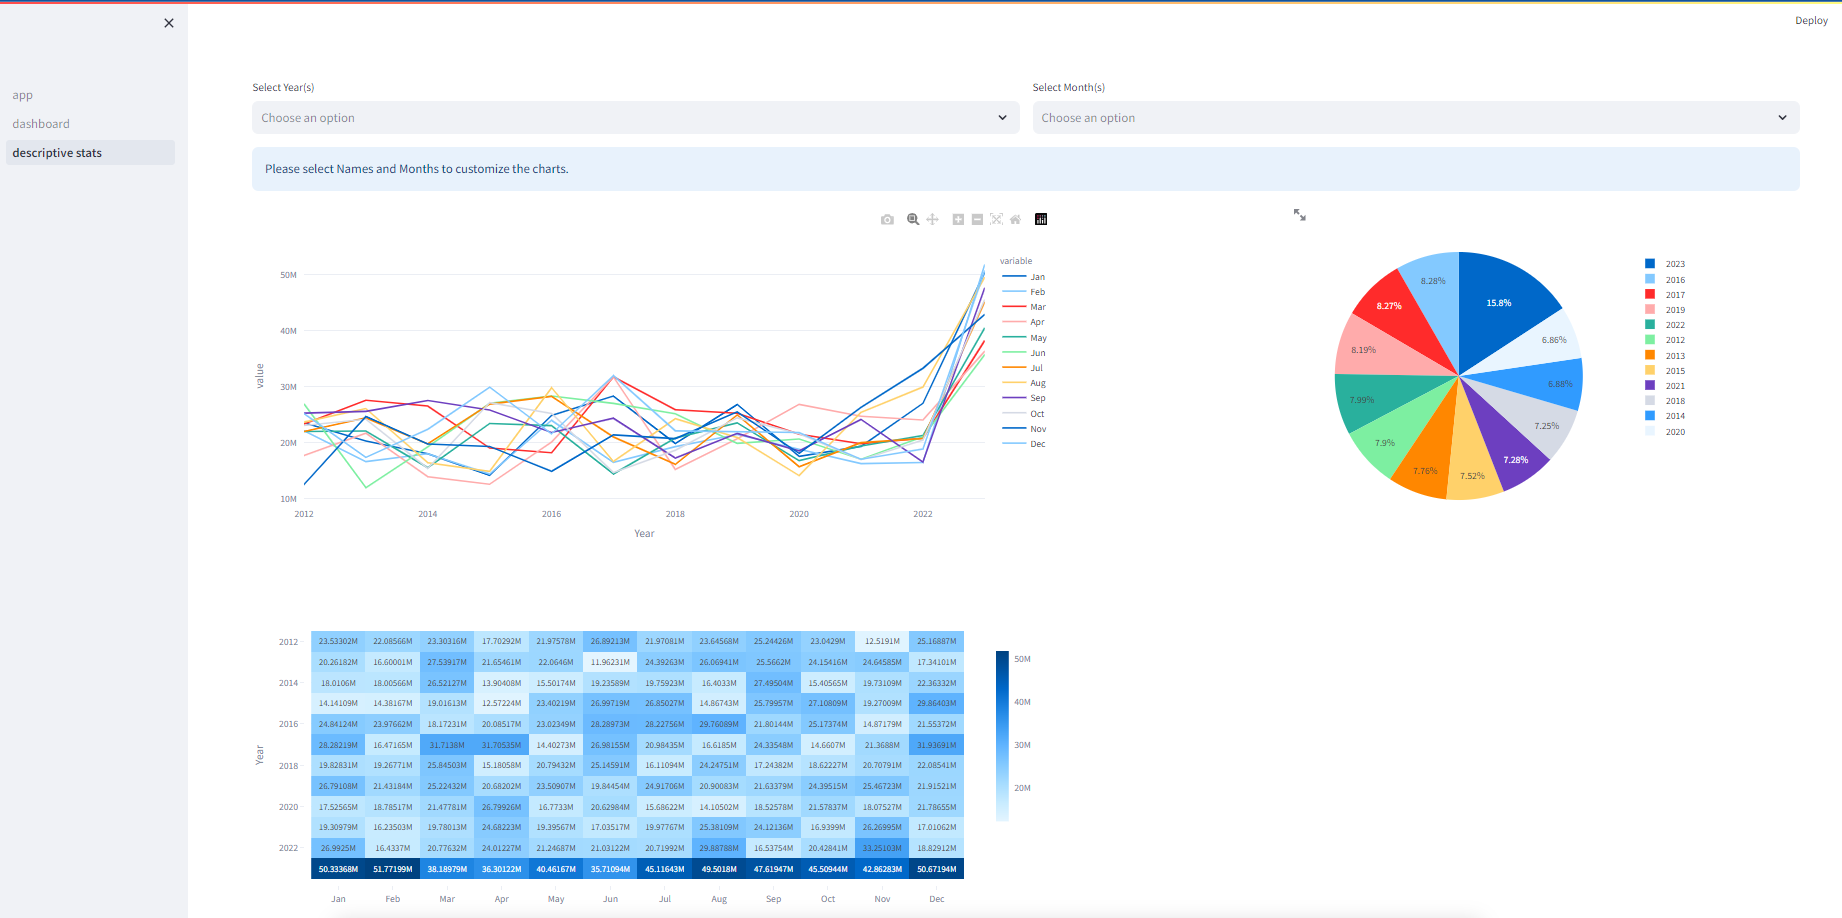 Deploy
app
dashboard
descriptive stats
Select Year(s)
Choose an option
Select Month(s)
Choose an option
Please select Names and Months to customize the charts.
value
50M
40M
30M
20M
10M
2012 2014 2016 2018 2020 2022
Year
variable
Jan
Feb
Mar
Apr
May
Jun
Jul
Aug
Sep
Oct
Nov
Dec
15.8%
6.86%
6.88%
7.25%
7.28%
7.52%
7.76%
7.9%
7.99%
8.19%
8.27%
8.28%
2023
2016
2017
2019
2022
2012
2013
2015
2021
2018
2014
2020
Year
2012 23.53302M 22.08566M 23.30316M 17.70292M 21.97578M 26.89213M 21.97081M 23.64568M 25.24426M 23.0429M 12.5191M 25.16887M
20.26182M 16.60001M 27.53917M 21.65461M 22.0646M 11.96231M 24.39263M 26.06941M 25.5662M 24.15416M 24.64585M 17.34101M
2014 18.0106M 18.00566M 26.52127M 13.90408M 15.50174M 19.23589M 19.75923M 16.4033M 27.49504M 15.40565M 19.73109M 22.36332M
14.14109M 14.38167M 19.01613M 12.57224M 23.40219M 26.99719M 26.85027M 14.86743M 25.79957M 27.10809M 19.27009M 29.86403M
2016 24.84124M 23.97662M 18.17231M 20.08517M 23.02349M 28.28973M 28.22756M 29.76089M 21.80144M 25.17374M 14.87179M 21.55372M
28.28219M 16.47165M 31.7138M 31.70535M 14.40273M 26.98155M 20.98435M 16.6185M 24.33548M 14.6607M 21.3688M 31.93691M
2018 19.82831M 19.26771M 25.84503M 15.18058M 20.79432M 25.14591M 16.11094M 24.24751M 17.24382M 18.62227M 20.70791M 22.08541M
26.79108M 21.43184M 25.22432M 20.68202M 23.50907M 19.84454M 24.91706M 20.90083M 21.63379M 24.39515M 25.46723M 21.91521M
2020 17.52565M 18.78517M 21.47781M 26.79926M 16.7733M 20.62984M 15.68622M 14.10502M 18.52578M 21.57837M 18.07527M 21.78655M
19.30979M 16.23503M 19.78013M 24.68223M 19.39567M 17.03517M 19.97767M 25.38109M 24.12136M 16.9399M 26.26995M 17.01062M
2022 26.9925M 16.4337M 20.77632M 24.01227M 21.24687M 21.03122M 20.71992M 29.88788M 16.53754M 20.42841M 33.25103M 18.82912M
50.33368M 51.77199M 38.18979M 36.30122M 40.46167M 35.71094M 45.11643M 49.5018M 47.61947M 45.50944M 42.86283M 50.67194M
Jan Feb Mar Apr May Jun Jul Aug Sep Oct Nov Dec
50M
40M
30M
20M